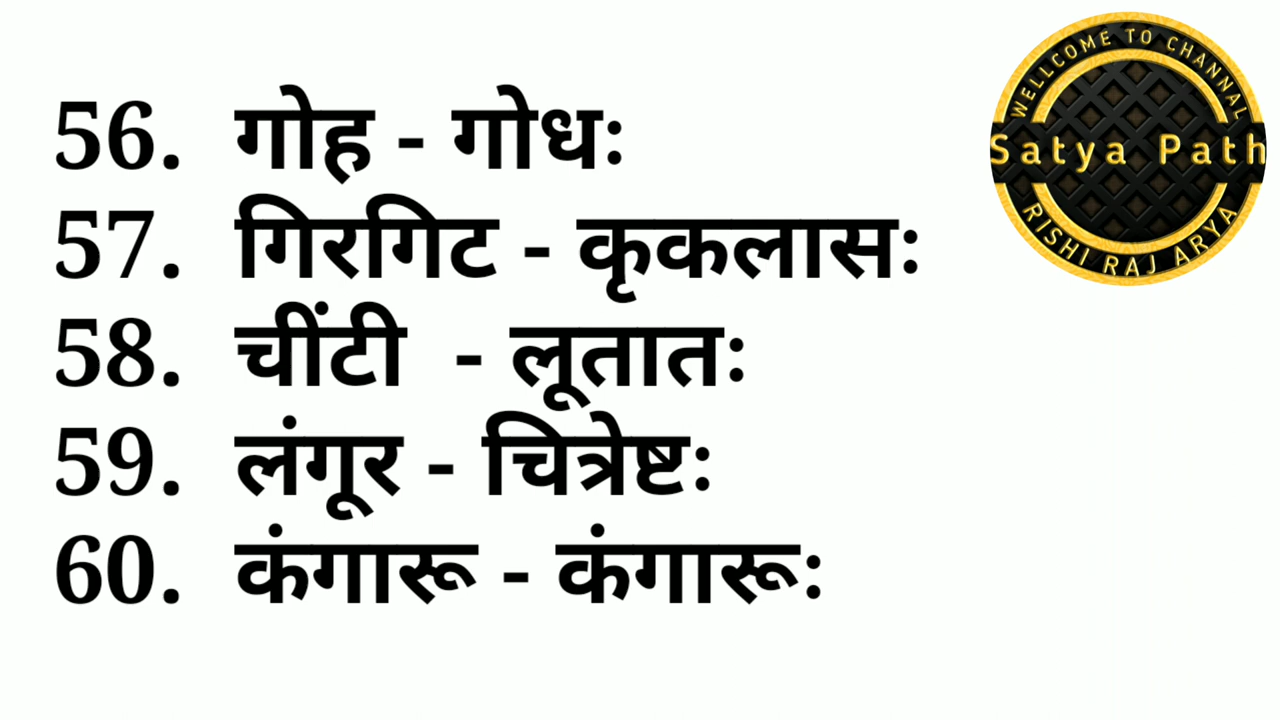 56. गोह - गोधः
57. गिरगिट - कृकलासः
58. चींटी - लूतातः
59. लंगूर - चित्रेष्टः
60. कंगारू - कंगारूः
WELLCOME TO CHANNAL
Satya Path
RISHI RAJ ARYA